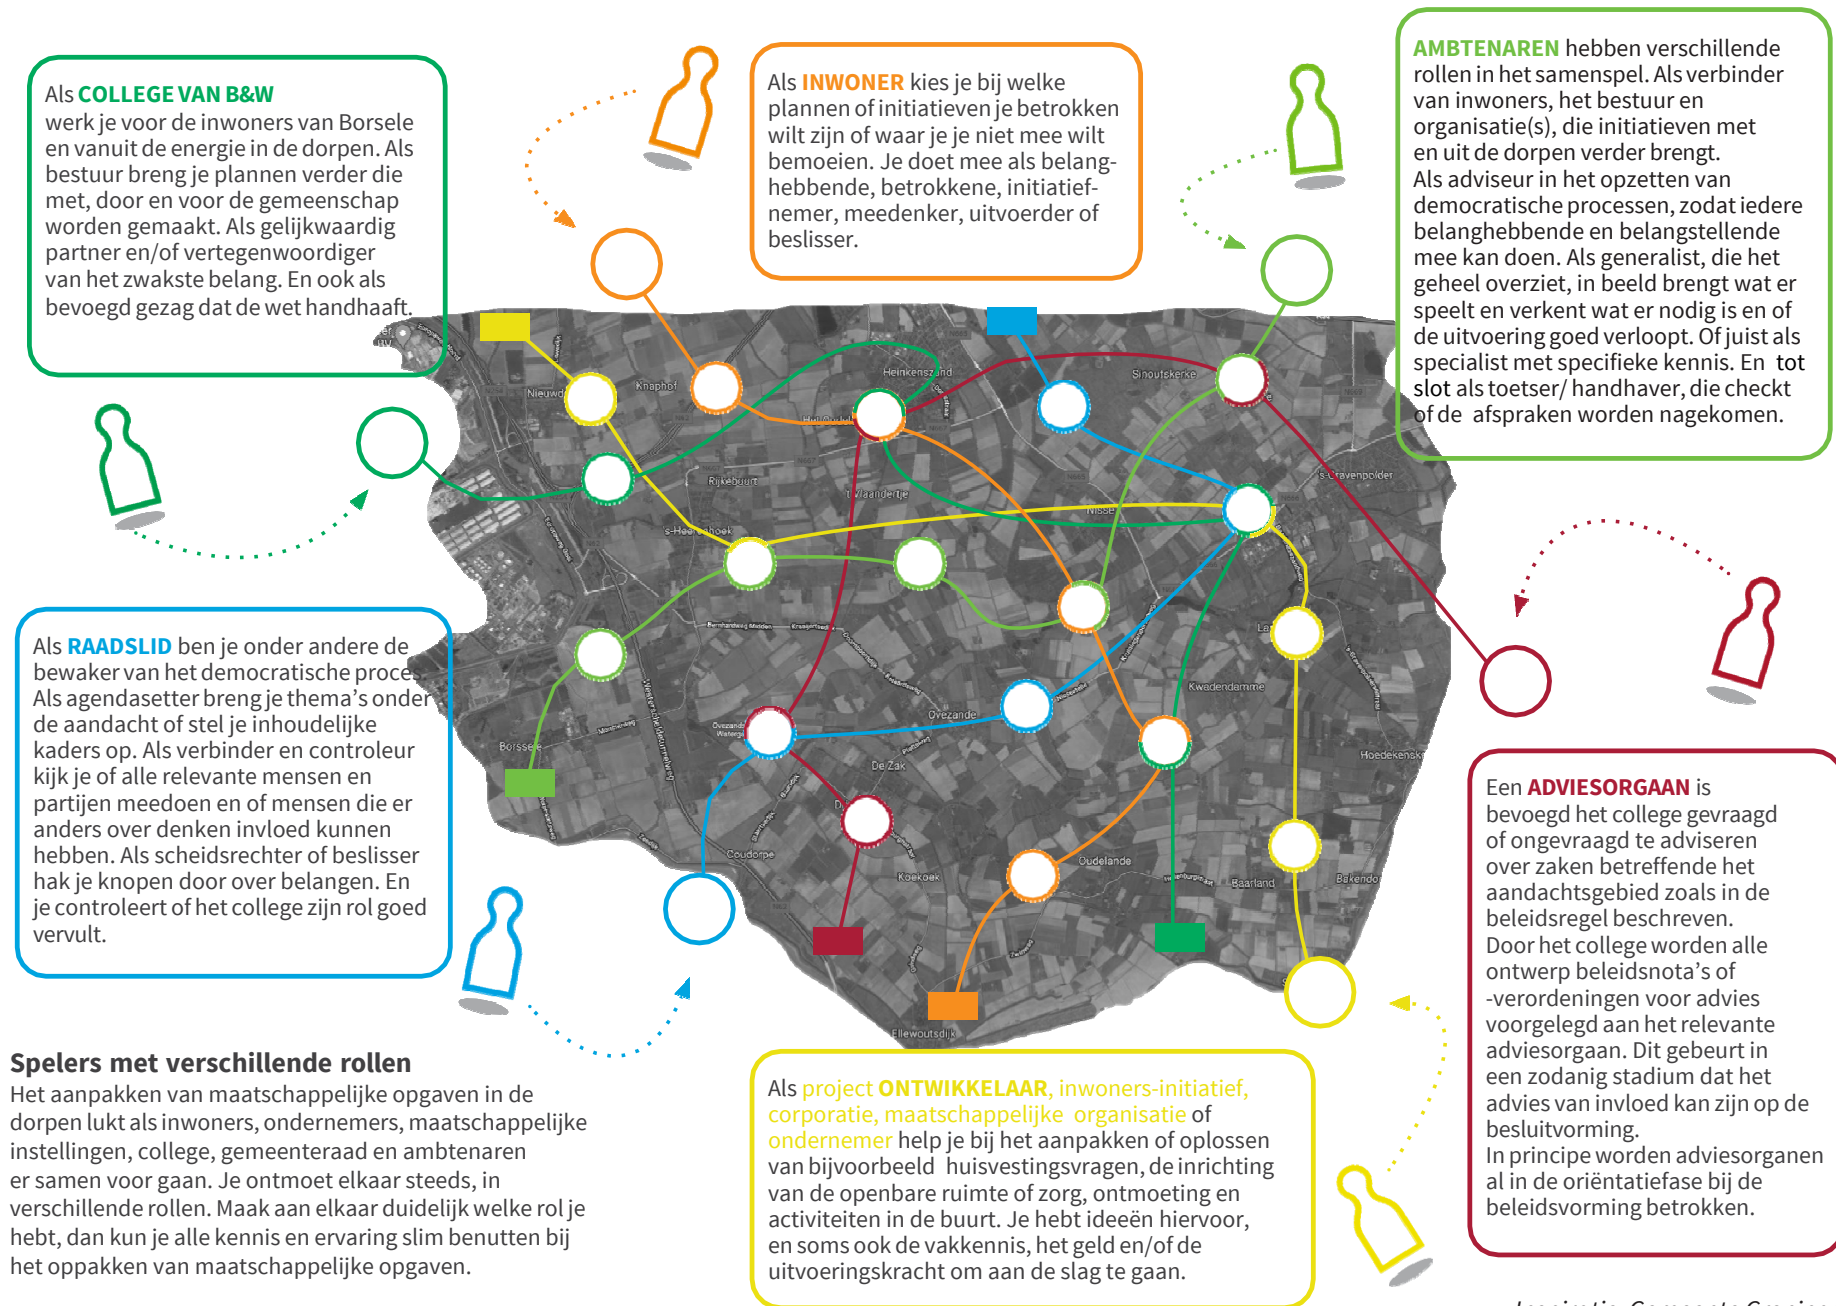 Als COLLEGE VAN B&W
werk je voor de inwoners van Borsele
en vanuit de energie in de dorpen. Als
bestuur breng je plannen verder die
met, door en voor de gemeenschap
worden gemaakt. Als gelijkwaardig
partner en/of vertegenwoordiger
van het zwakste belang. En ook als
bevoegd gezag dat de wet handhaaft.
Als INWONER kies je bij welke
plannen of initiatieven je betrokken
wilt zijn of waar je je niet mee wilt
bemoeien. Je doet mee als belang-
hebbende, betrokkene, initiatief-
nemer, meedenker, uitvoerder of
beslisser.
AMBTENAREN hebben verschillende
rollen in het samenspel. Als verbinder
van inwoners, het bestuur en
organisatie(s), die initiatieven met
en uit de dorpen verder brengt.
Als adviseur in het opzetten van
democratische processen, zodat iedere
belanghebbende en belangstellende
mee kan doen. Als generalist, die het
geheel overziet, in beeld brengt wat er
speelt en verkent wat er nodig is en of
de uitvoering goed verloopt. Of juist als
specialist met specifieke kennis. En tot
slot als toetser/ handhaver, die checkt
of de afspraken worden nagekomen.
Heinkenszand
Sinoutskerke
Knaphof
Nieuwd
Rijkebuurt
't Vlaandertje
s-Gravenpolder
Nisse
s-Heerenhoek
Bernhardweg Midden
Kwadendamme
Ovezande
Borssele
De Zak
Hoedekensk
Coudorpe
Koekoek
Oudelande
Baarland
Bakendo
Ellewoutsdijk
Als RAADSLID ben je onder andere de
bewaker van het democratische proces
Als agendasetter breng je thema's onder
de aandacht of stel je inhoudelijke
kaders op. Als verbinder en controleur
kijk je of alle relevante mensen en
partijen meedoen en of mensen die er
anders over denken invloed kunnen
hebben. Als scheidsrechter of beslisser
hak je knopen door over belangen. En
je controleert of het college zijn rol goed
vervult.
Een ADVIESORGAAN is
bevoegd het college gevraagd
of ongevraagd te adviseren
over zaken betreffende het
aandachtsgebied zoals in de
beleidsregel beschreven.
Door het college worden alle
ontwerp beleidsnota's of
-verordeningen voor advies
voorgelegd aan het relevante
adviesorgaan. Dit gebeurt in
een zodanig stadium dat het
advies van invloed kan zijn op de
besluitvorming.
In principe worden adviesorganen
al in de oriëntatiefase bij de
beleidsvorming betrokken.
Spelers met verschillende rollen
Het aanpakken van maatschappelijke opgaven in de
dorpen lukt als inwoners, ondernemers, maatschappelijke
instellingen, college, gemeenteraad en ambtenaren
er samen voor gaan. Je ontmoet elkaar steeds, in
verschillende rollen. Maak aan elkaar duidelijk welke rol je
hebt, dan kun je alle kennis en ervaring slim benutten bij
het oppakken van maatschappelijke opgaven.
Als project ONTWIKKELAAR, inwoners-initiatief,
corporatie, maatschappelijke organisatie of
ondernemer help je bij het aanpakken of oplossen
van bijvoorbeeld huisvestingsvragen, de inrichting
van de openbare ruimte of zorg, ontmoeting en
activiteiten in de buurt. Je hebt ideeën hiervoor,
en soms ook de vakkennis, het geld en/of de
uitvoeringskracht om aan de slag te gaan.